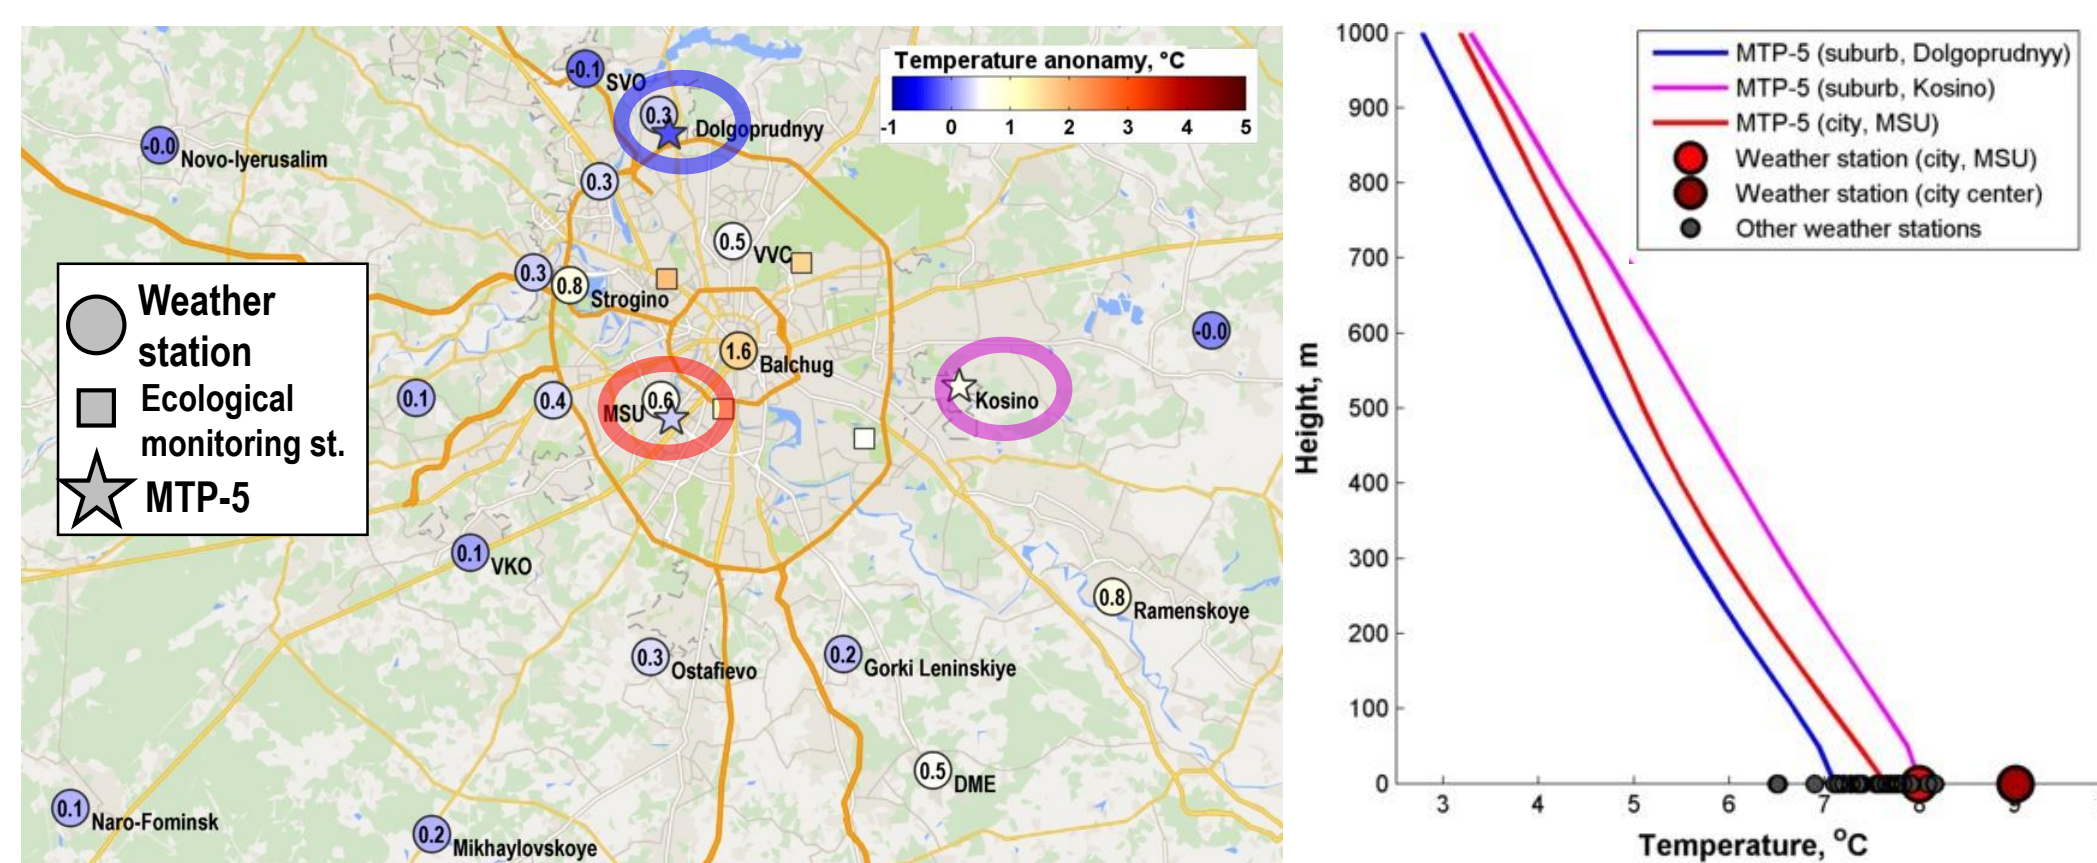 Temperature anonamy, °C
-1 0 1 2 3 4 5
-0.1
SVO
0.3
Dolgoprudnyy
-0.0
Novo-Iyerusalim
0.3
0.5
VVC
0.3
0.8
Strogino
-0.0
1.6
Balchug
0.1
0.4
MSU
0.6
Kosino
0.1
VKO
0.8
Ramenskoye
0.3
Ostafievo
0.2
Gorki Leninskiye
0.5
DME
0.1
Naro-Fominsk
0.2
Mikhaylovskoye
Weather
station
Ecological
monitoring st.
MTP-5
MTP-5 (suburb, Dolgoprudnyy)
MTP-5 (suburb, Kosino)
MTP-5 (city, MSU)
Weather station (city, MSU)
Weather station (city center)
Other weather stations
Height, m
1000
900
800
700
600
500
400
300
200
100
0
3 4 5 6 7 8 9
Temperature, °C